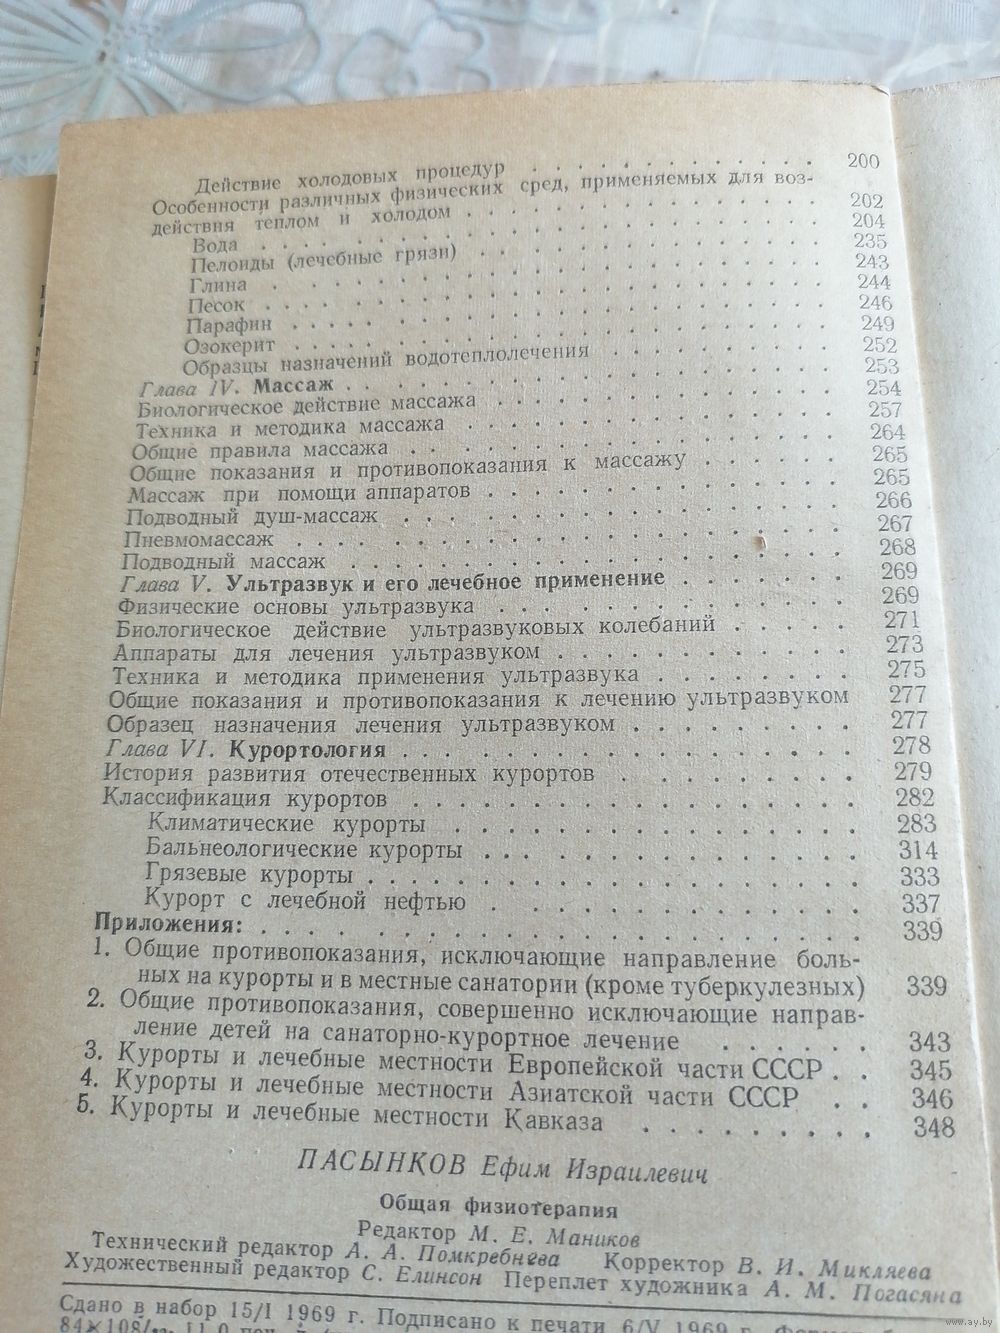 Действие холодовых процедур . . . . . . . . . . . . 200
Особенности различных физических сред, применяемых для воз-
действия теплом и холодом . . . . . . . . . . . . 202
Вода . . . . . . . . . . . . 204
Пелоиды (лечебные грязи) . . . . . . . . . . . . 235
Глина . . . . . . . . . . . . 243
Песок . . . . . . . . . . . . 244
Парафин . . . . . . . . . . . . 246
Озокерит . . . . . . . . . . . . 249
Образцы назначений водотеплолечения . . . . . . . . . 252
Глава IV. Массаж . . . . . . . . . . . . 253
Биологическое действие массажа . . . . . . . . . . . . 254
Техника и методика массажа . . . . . . . . . . . . 257
Общие правила массажа . . . . . . . . . . . . 264
Общие показания и противопоказания к массажу . . . . . . 265
Массаж при помощи аппаратов . . . . . . . . . . . . 265
Подводный душ-массаж . . . . . . . . . . . . 266
Пневмомассаж . . . . . . . . . . . . 267
Подводный массаж . . . . . . . . . . . . 268
Глава V. Ультразвук и его лечебное применение . . . . . . . 269
Физические основы ультразвука . . . . . . . . . . . . 269
Биологическое действие ультразвуковых колебаний . . . . . 271
Аппараты для лечения ультразвуком . . . . . . . . . . 273
Техника и методика применения ультразвука . . . . . . . 275
Общие показания и противопоказания к лечению ультразвуком 277
Образец назначения лечения ультразвуком . . . . . . . . 277
Глава VI. Курортология . . . . . . . . . . . . 278
История развития отечественных курортов . . . . . . . . 279
Классификация курортов . . . . . . . . . . . . 282
Климатические курорты . . . . . . . . . . . . 283
Бальнеологические курорты . . . . . . . . . . . . 314
Грязевые курорты . . . . . . . . . . . . 333
Курорт с лечебной нефтью . . . . . . . . . . . . 337
Приложения: . . . . . . . . . . . . 339
1. Общие противопоказания, исключающие направление боль-
ных на курорты и в местные санатории (кроме туберкулезных) 339
2. Общие противопоказания, совершенно исключающие направ-
ление детей на санаторно-курортное лечение . . . . . . 343
3. Курорты и лечебные местности Европейской части СССР . . 345
4. Курорты и лечебные местности Азиатской части СССР . . 346
5. Курорты и лечебные местности Кавказа . . . . . . . . . 348
ПАСЫНКОВ Ефим Израилевич
Общая физиотерапия
Редактор М. Е. Маников
Технический редактор А. А. Помкребнева Корректор В. И. Микляева
Художественный редактор С. Елинсон Переплет художника А. М. Погасяна
Сдано в набор 15/I 1969 г. Подписано к печати 6/V 1969 г.
84×108/32. 11,0 печ.
www.ay.by